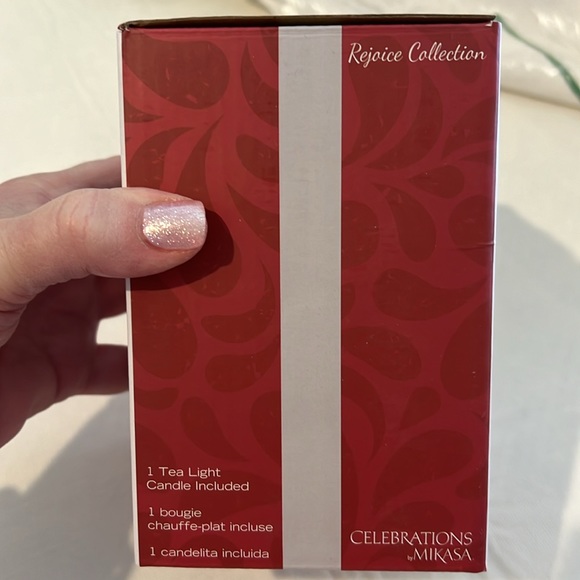 Rejoice Collection
1 Tea Light
Candle Included
1 bougie
chauffe-plat incluse
1 candelita incluida
CELEBRATIONS
by MIKASA